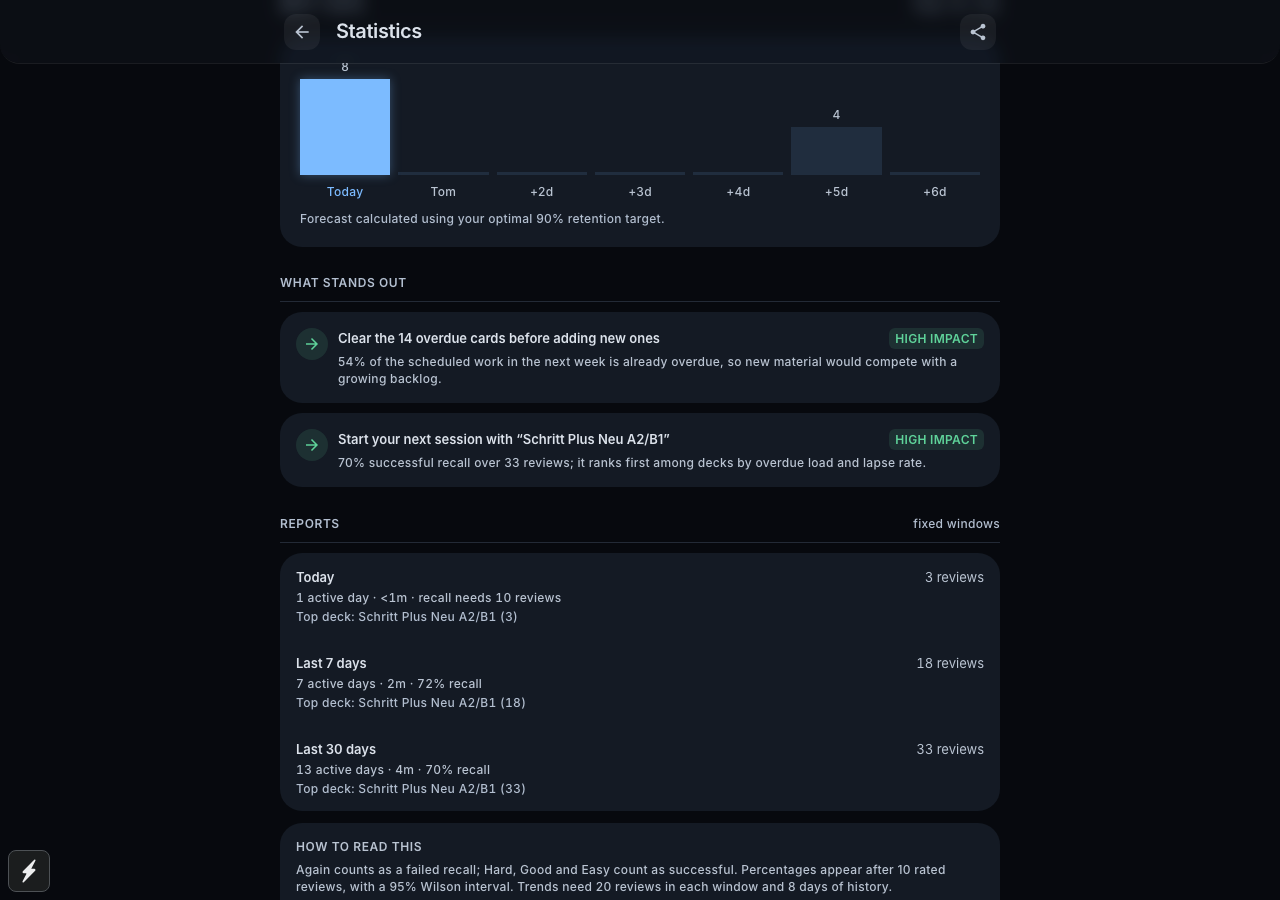 Statistics
8
4
Today Tom +2d +3d +4d +5d +6d
Forecast calculated using your optimal 90% retention target.
WHAT STANDS OUT
Clear the 14 overdue cards before adding new ones HIGH IMPACT
54% of the scheduled work in the next week is already overdue, so new material would compete with a
growing backlog.
Start your next session with “Schritt Plus Neu A2/B1” HIGH IMPACT
70% successful recall over 33 reviews; it ranks first among decks by overdue load and lapse rate.
REPORTS fixed windows
Today 3 reviews
1 active day · <1m · recall needs 10 reviews
Top deck: Schritt Plus Neu A2/B1 (3)
Last 7 days 18 reviews
7 active days · 2m · 72% recall
Top deck: Schritt Plus Neu A2/B1 (18)
Last 30 days 33 reviews
13 active days · 4m · 70% recall
Top deck: Schritt Plus Neu A2/B1 (33)
HOW TO READ THIS
Again counts as a failed recall; Hard, Good and Easy count as successful. Percentages appear after 10 rated
reviews, with a 95% Wilson interval. Trends need 20 reviews in each window and 8 days of history.